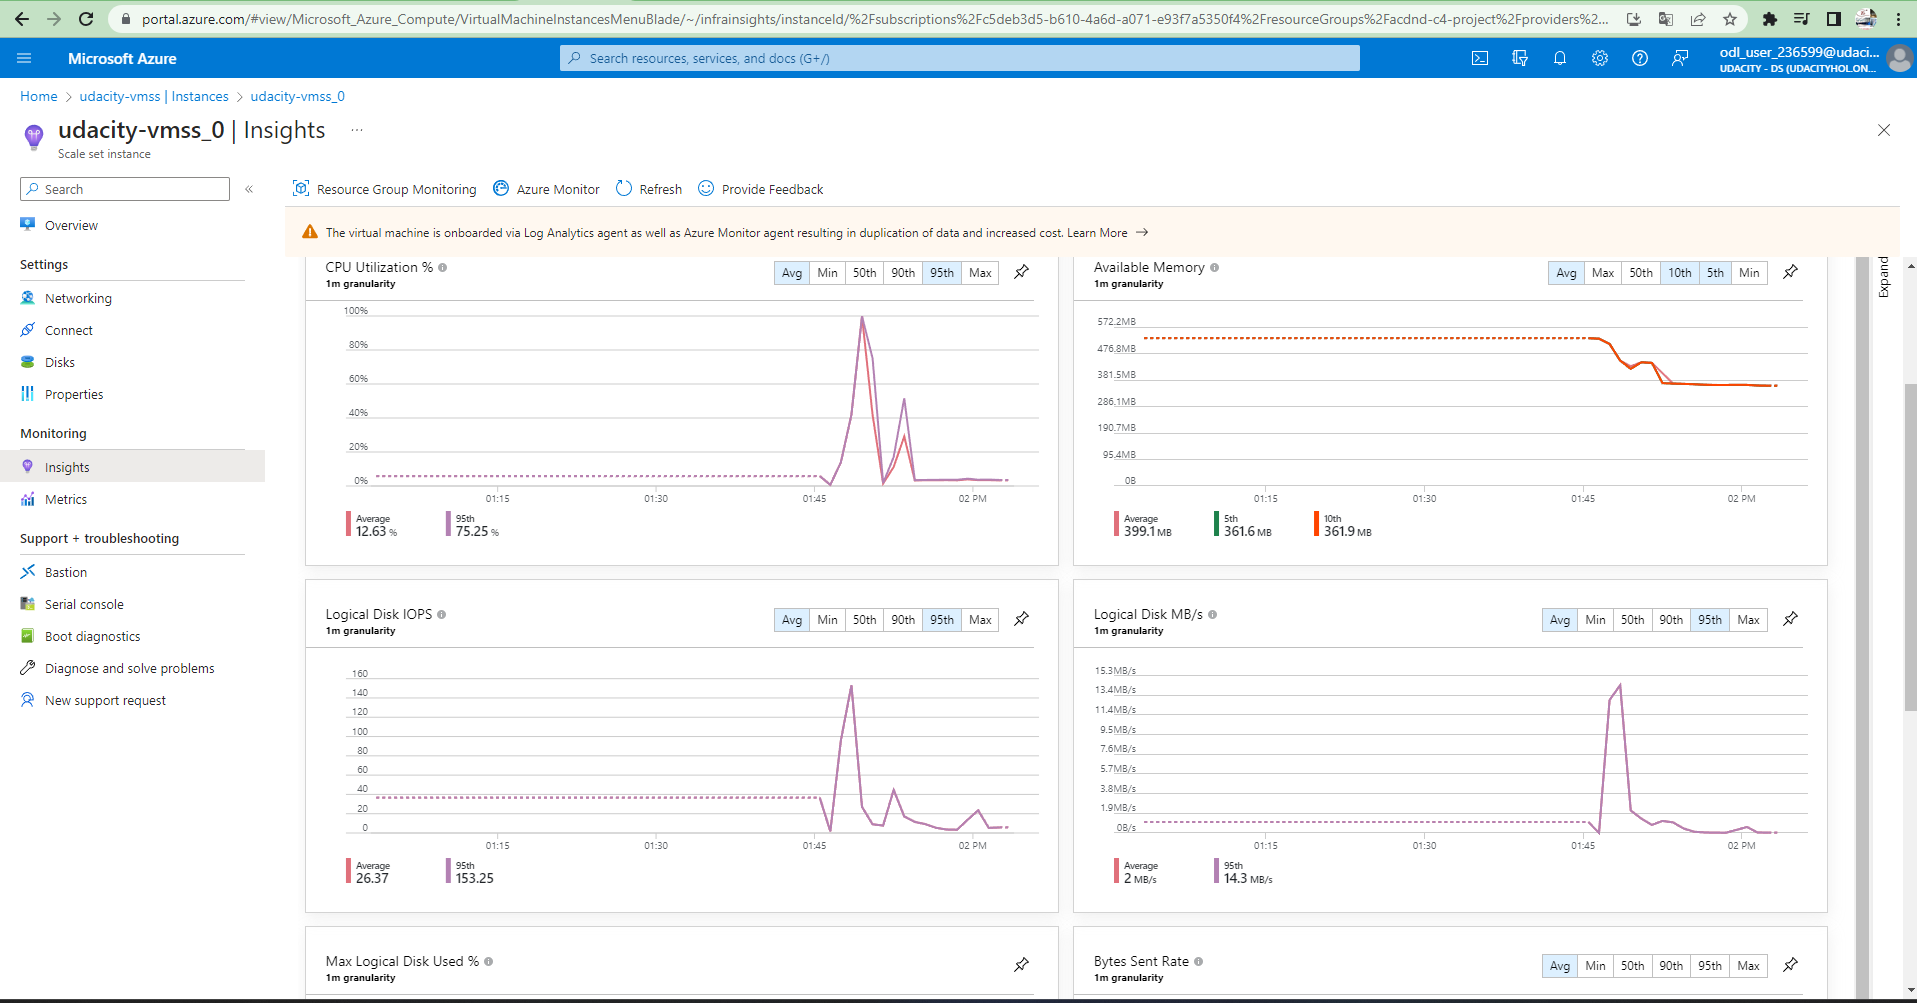 portal.azure.com/#view/Microsoft_Azure_Compute/VirtualMachineInstancesMenuBlade/~/infrainsights/instanceId/%2Fsubscriptions%2Fc5deb3d5-b610-4a6d-a071-e93f7a5350f4%2FresourceGroups%2Facdnd-c4-project%2Fproviders%2...
Microsoft Azure
Search resources, services, and docs (G+/)
odl_user_236599@udaci...
UDACITY - DS (UDACITYHOL.ON...
Home > udacity-vmss | Instances > udacity-vmss_0
udacity-vmss_0 | Insights ...
Scale set instance
Search «
Overview
Settings
Networking
Connect
Disks
Properties
Monitoring
Insights
Metrics
Support + troubleshooting
Bastion
Serial console
Boot diagnostics
Diagnose and solve problems
New support request
Resource Group Monitoring Azure Monitor Refresh Provide Feedback
The virtual machine is onboarded via Log Analytics agent as well as Azure Monitor agent resulting in duplication of data and increased cost. Learn More →
Expand
CPU Utilization %
1m granularity
Avg Min 50th 90th 95th Max
100%
80%
60%
40%
20%
0%
01:15 01:30 01:45 02 PM
Average 95th
12.63 % 75.25 %
Available Memory
1m granularity
Avg Max 50th 10th 5th Min
572.2MB
476.8MB
381.5MB
286.1MB
190.7MB
95.4MB
0B
01:15 01:30 01:45 02 PM
Average 5th 10th
399.1 MB 361.6 MB 361.9 MB
Logical Disk IOPS
1m granularity
Avg Min 50th 90th 95th Max
160
140
120
100
80
60
40
20
0
01:15 01:30 01:45 02 PM
Average 95th
26.37 153.25
Logical Disk MB/s
1m granularity
Avg Min 50th 90th 95th Max
15.3MB/s
13.4MB/s
11.4MB/s
9.5MB/s
7.6MB/s
5.7MB/s
3.8MB/s
1.9MB/s
0B/s
01:15 01:30 01:45 02 PM
Average 95th
2 MB/s 14.3 MB/s
Max Logical Disk Used %
1m granularity
Bytes Sent Rate
1m granularity
Avg Min 50th 90th 95th Max